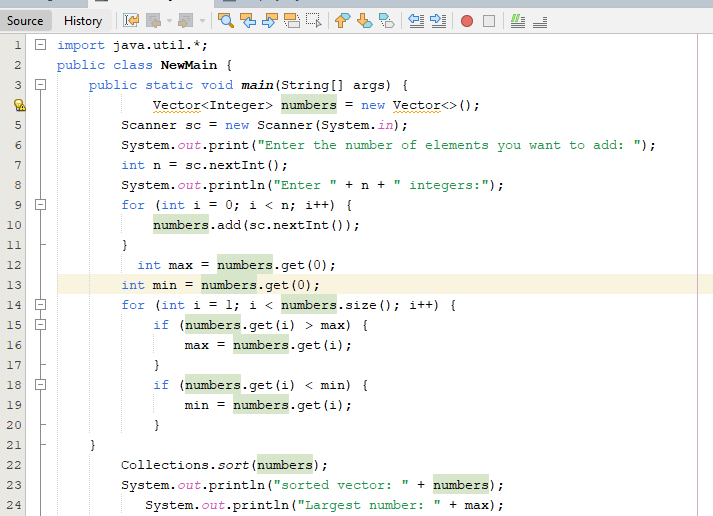 Source History
1 import java.util.*;
2 public class NewMain {
3 public static void main(String[] args) {
Vector<Integer> numbers = new Vector<>();
5 Scanner sc = new Scanner(System.in);
6 System.out.print("Enter the number of elements you want to add: ");
7 int n = sc.nextInt();
8 System.out.println("Enter " + n + " integers:");
9 for (int i = 0; i < n; i++) {
10 numbers.add(sc.nextInt());
11 }
12 int max = numbers.get(0);
13 int min = numbers.get(0);
14 for (int i = 1; i < numbers.size(); i++) {
15 if (numbers.get(i) > max) {
16 max = numbers.get(i);
17 }
18 if (numbers.get(i) < min) {
19 min = numbers.get(i);
20 }
21 }
22 Collections.sort(numbers);
23 System.out.println("sorted vector: " + numbers);
24 System.out.println("Largest number: " + max);